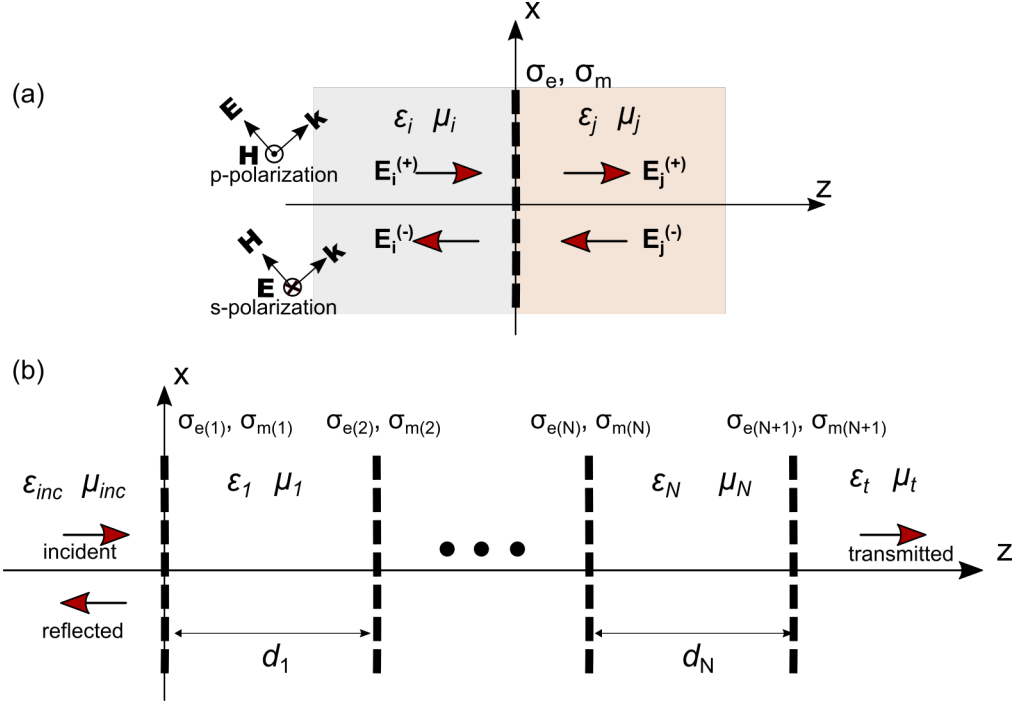 x
(a)
σe, σm
εi μi
εj μj
E
k
H
p-polarization
Ei(+)
Ej(+)
z
Ei(-)
Ej(-)
H
k
E
s-polarization
(b)
x
σe(1), σm(1)
σe(2), σm(2)
σe(N), σm(N)
σe(N+1), σm(N+1)
εinc μinc
ε1 μ1
εN μN
εt μt
incident
transmitted
z
reflected
d1
dN